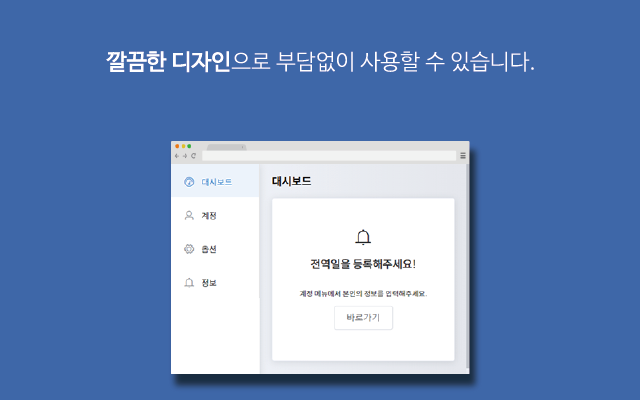 깔끔한 디자인으로 부담없이 사용할 수 있습니다.
대시보드
대시보드
계정
옵션
정보
전역일을 등록해주세요!
계정 메뉴에서 본인의 정보를 입력해주세요.
바로가기